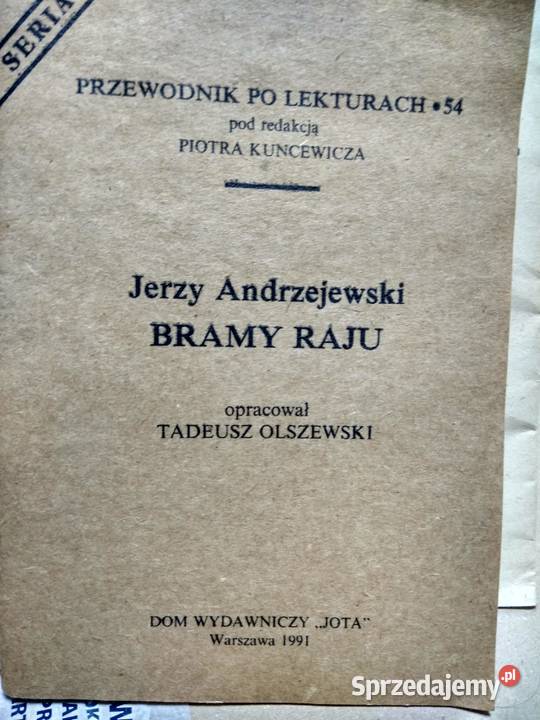 SERIA
PRZEWODNIK PO LEKTURACH • 54
pod redakcją
PIOTRA KUNCEWICZA
Jerzy Andrzejewski
BRAMY RAJU
opracował
TADEUSZ OLSZEWSKI
DOM WYDAWNICZY „JOTA”
Warszawa 1991
Sprzedajemy.pl